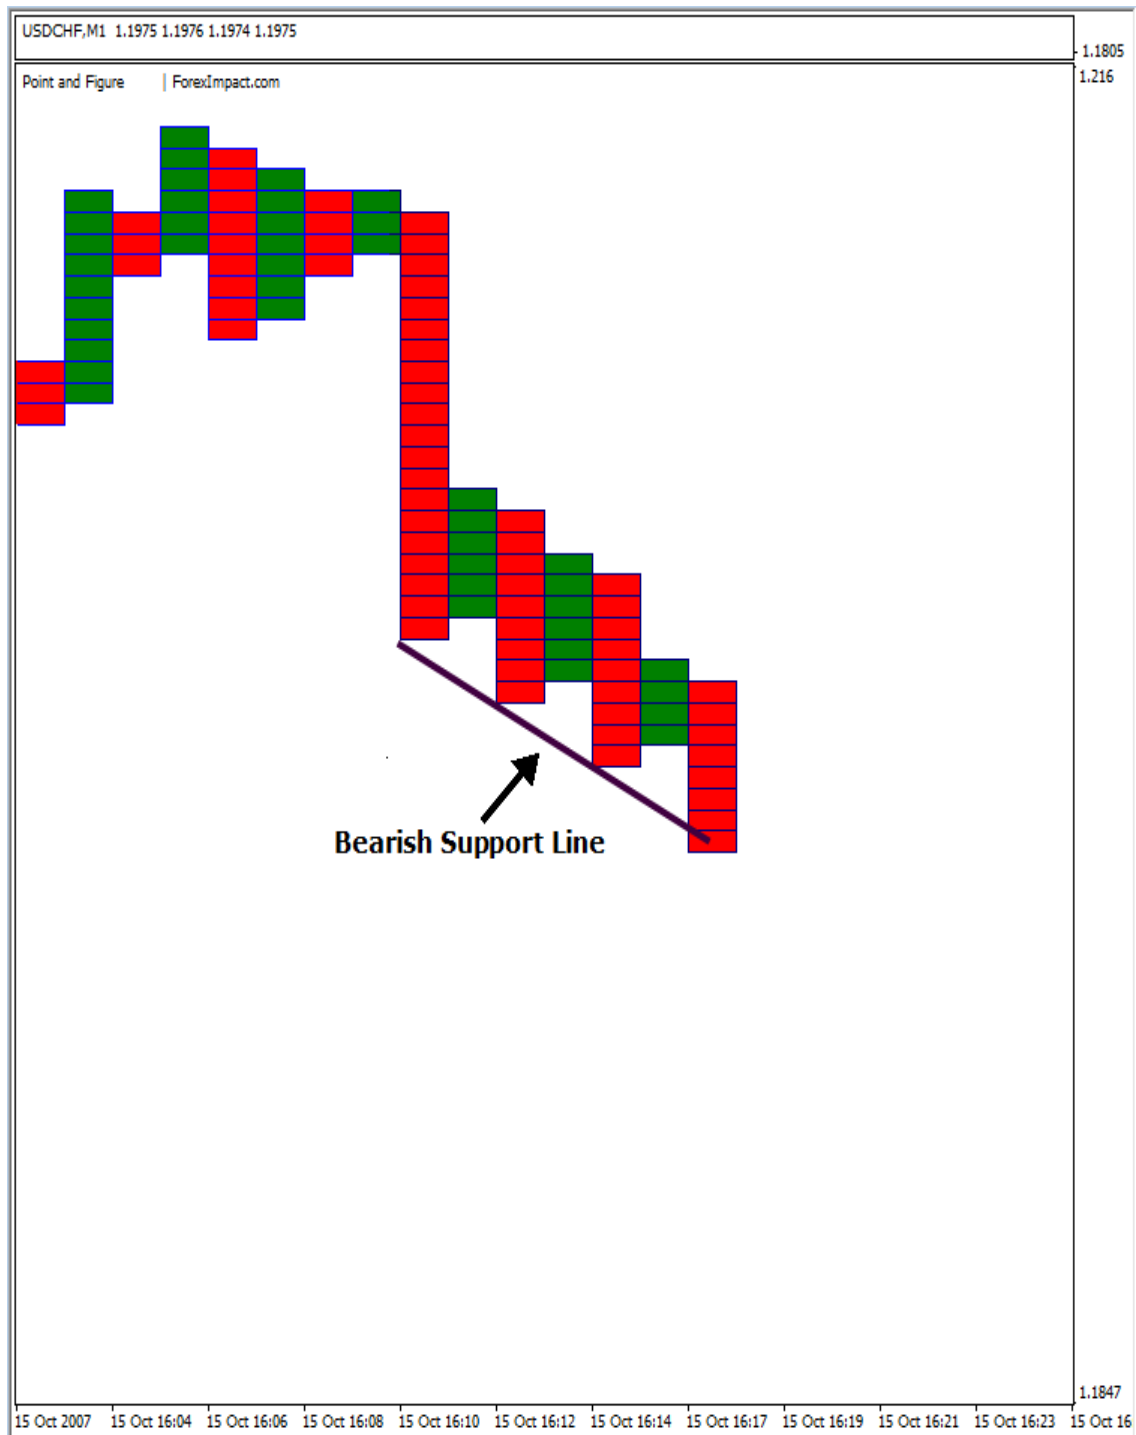 USDCHF,M1 1.1975 1.1976 1.1974 1.1975
1.1805
1.216
Point and Figure | ForexImpact.com
Bearish Support Line
1.1847
15 Oct 2007 15 Oct 16:04 15 Oct 16:06 15 Oct 16:08 15 Oct 16:10 15 Oct 16:12 15 Oct 16:14 15 Oct 16:17 15 Oct 16:19 15 Oct 16:21 15 Oct 16:23 15 Oct 16